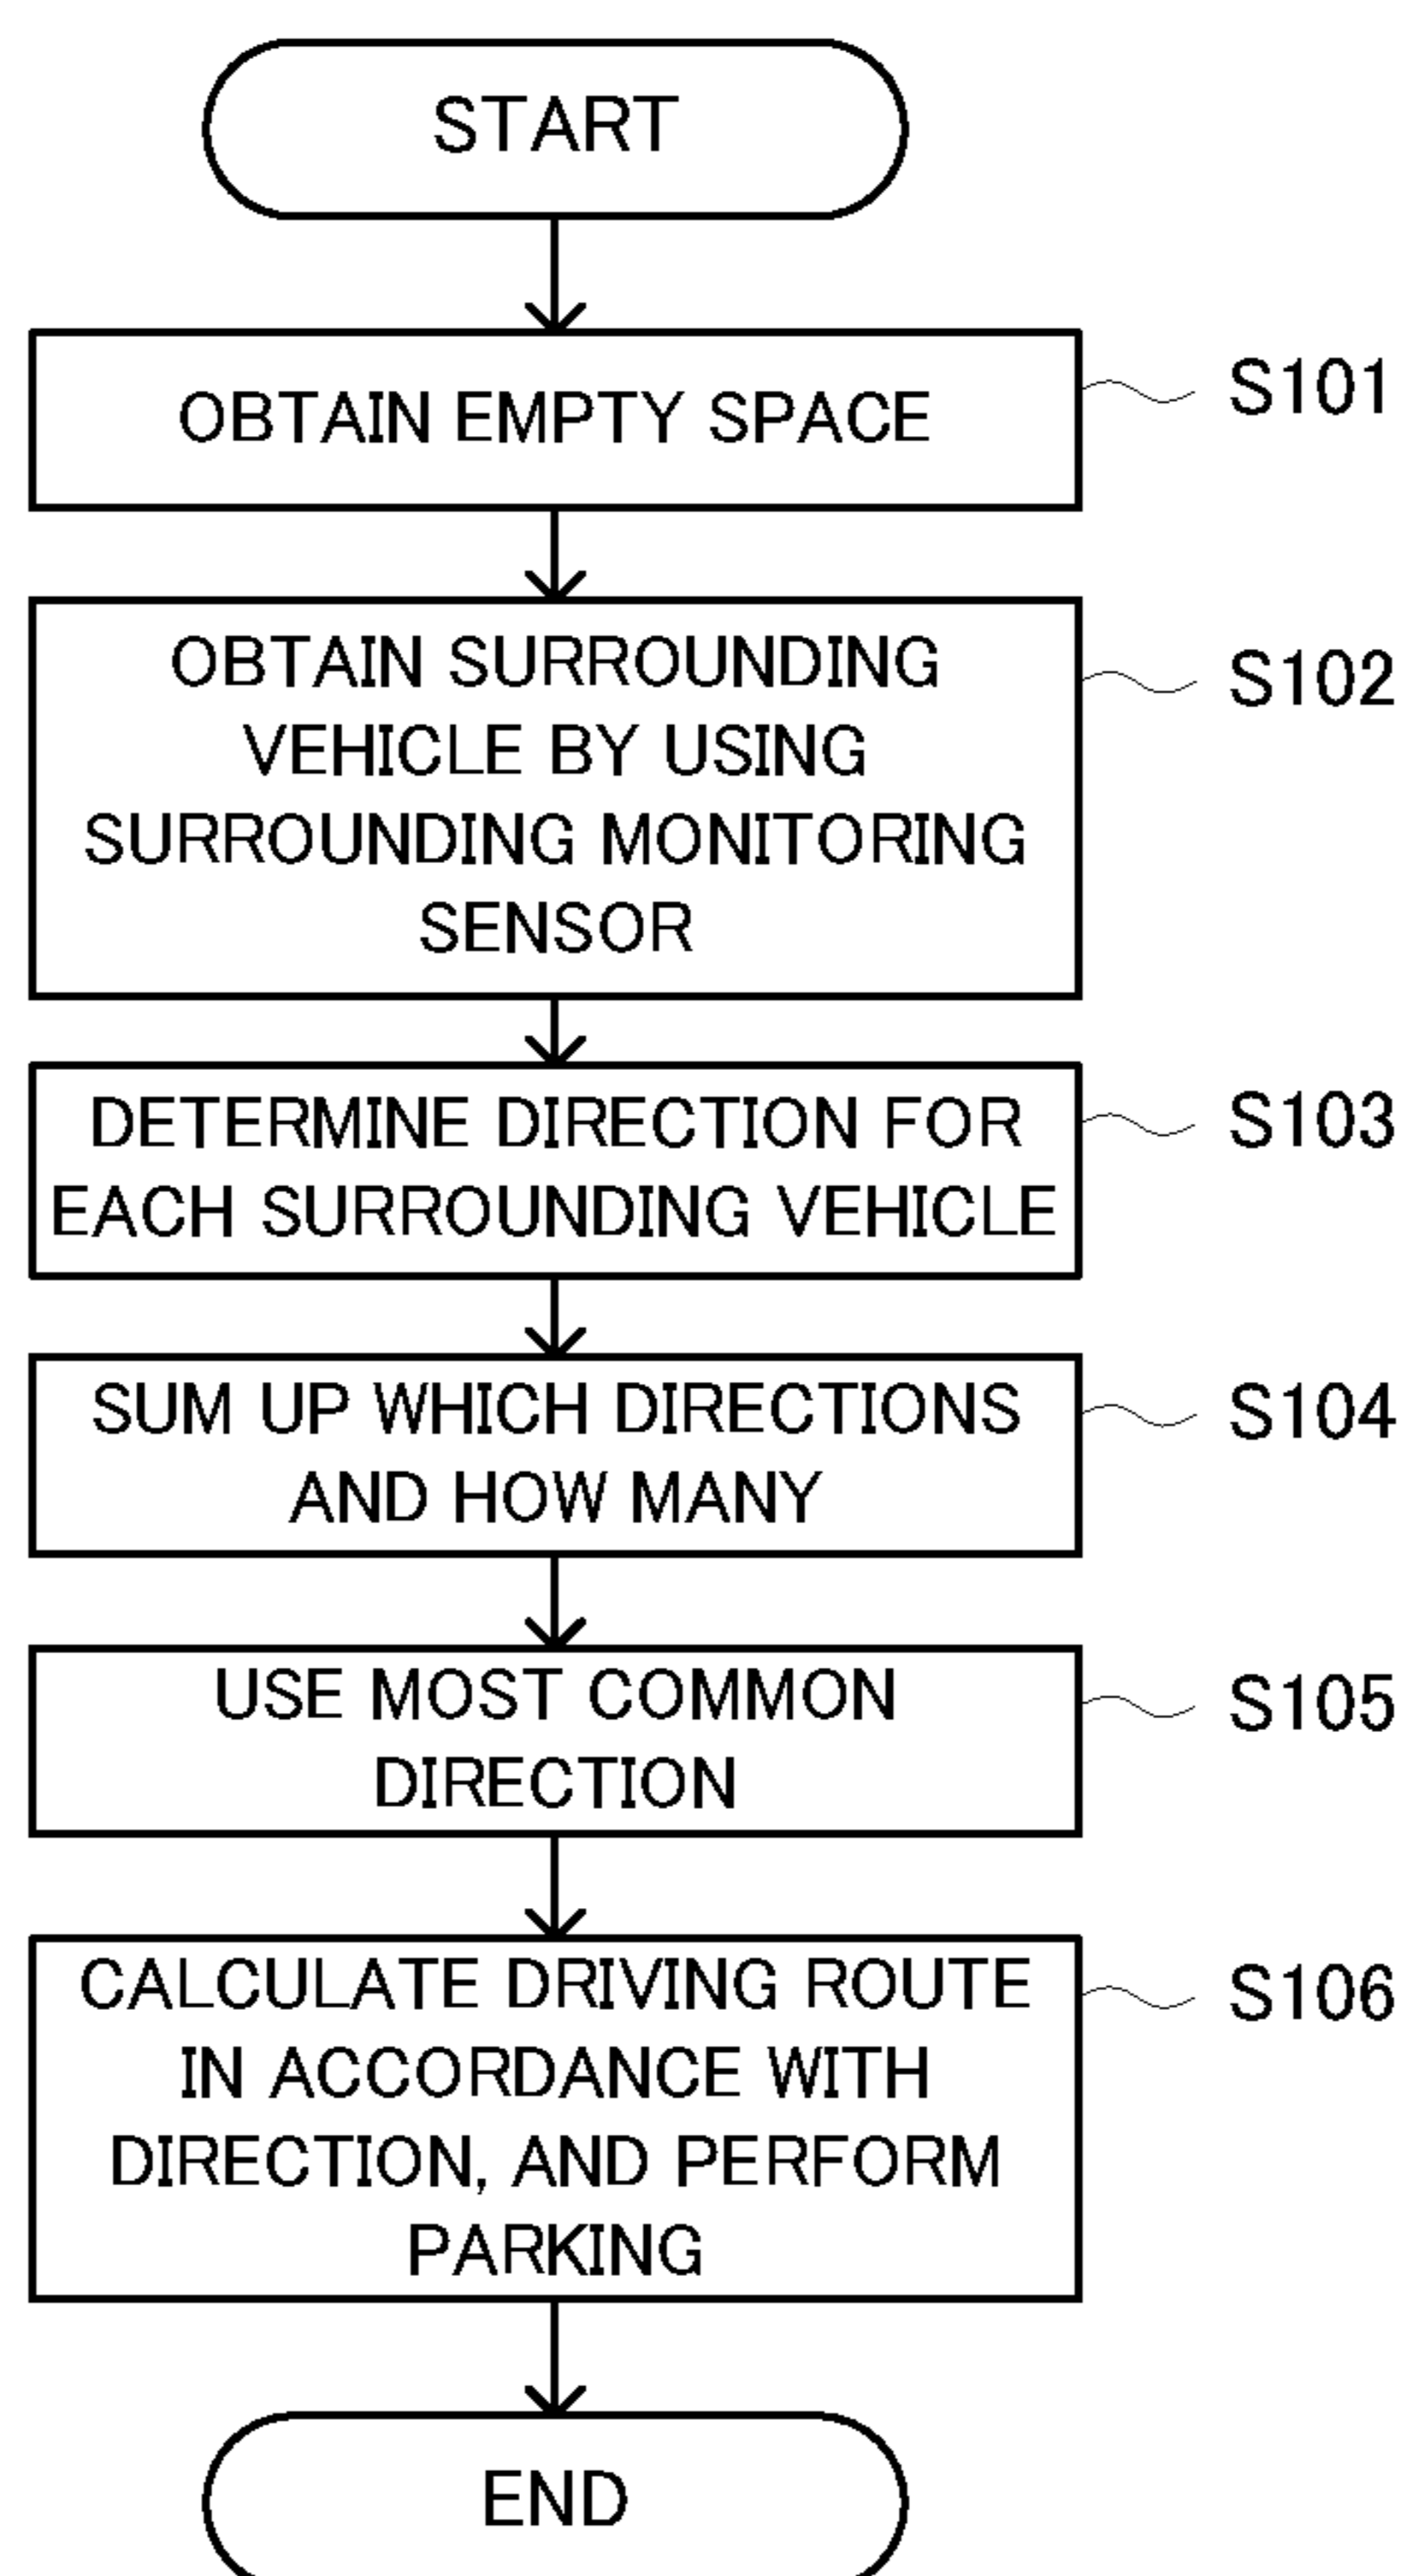 START
OBTAIN EMPTY SPACE
S101
OBTAIN SURROUNDING
VEHICLE BY USING
SURROUNDING MONITORING
SENSOR
S102
DETERMINE DIRECTION FOR
EACH SURROUNDING VEHICLE
S103
SUM UP WHICH DIRECTIONS
AND HOW MANY
S104
USE MOST COMMON
DIRECTION
S105
CALCULATE DRIVING ROUTE
IN ACCORDANCE WITH
DIRECTION, AND PERFORM
PARKING
S106
END